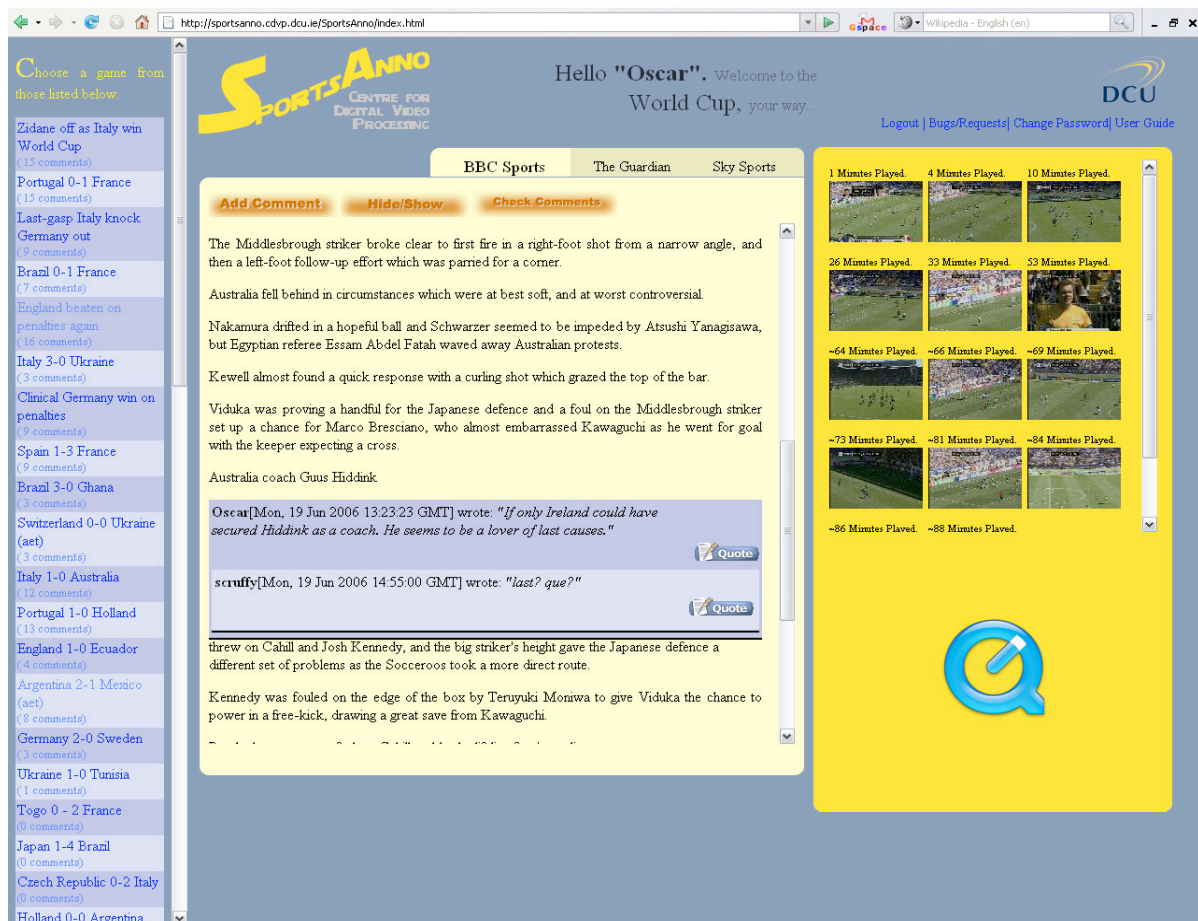 http://sportsanno.cdvp.dcu.ie/SportsAnno/index.html
Gspace
Wikipedia - English (en)
Choose a game from
those listed below:
Zidane off as Italy win
World Cup
(15 comments)
Portugal 0-1 France
(15 comments)
Last-gasp Italy knock
Germany out
(9 comments)
Brazil 0-1 France
(7 comments)
England beaten on
penalties again
(16 comments)
Italy 3-0 Ukraine
(3 comments)
Clinical Germany win on
penalties
(9 comments)
Spain 1-3 France
(9 comments)
Brazil 3-0 Ghana
(3 comments)
Switzerland 0-0 Ukraine
(aet)
(3 comments)
Italy 1-0 Australia
(12 comments)
Portugal 1-0 Holland
(13 comments)
England 1-0 Ecuador
(4 comments)
Argentina 2-1 Mexico
(aet)
(8 comments)
Germany 2-0 Sweden
(3 comments)
Ukraine 1-0 Tunisia
(1 comments)
Togo 0 - 2 France
(0 comments)
Japan 1-4 Brazil
(0 comments)
Czech Republic 0-2 Italy
(0 comments)
Holland 0-0 Argentina
SPORTSANNO
CENTRE FOR
DIGITAL VIDEO
PROCESSING
Hello "Oscar". Welcome to the
World Cup, your way...
DCU
Logout | Bugs/Requests| Change Password| User Guide
BBC Sports The Guardian Sky Sports
Add Comment Hide/Show Check Comments
The Middlesbrough striker broke clear to first fire in a right-foot shot from a narrow angle, and
then a left-foot follow-up effort which was parried for a corner.
Australia fell behind in circumstances which were at best soft, and at worst controversial.
Nakamura drifted in a hopeful ball and Schwarzer seemed to be impeded by Atsushi Yanagisawa,
but Egyptian referee Essam Abdel Fatah waved away Australian protests.
Kewell almost found a quick response with a curling shot which grazed the top of the bar.
Viduka was proving a handful for the Japanese defence and a foul on the Middlesbrough striker
set up a chance for Marco Bresciano, who almost embarrassed Kawaguchi as he went for goal
with the keeper expecting a cross.
Australia coach Guus Hiddink
Oscar[Mon, 19 Jun 2006 13:23:23 GMT] wrote: "If only Ireland could have
secured Hiddink as a coach. He seems to be a lover of last causes."
Quote
scruffy[Mon, 19 Jun 2006 14:55:00 GMT] wrote: "last? que?"
Quote
threw on Cahill and Josh Kennedy, and the big striker's height gave the Japanese defence a
different set of problems as the Socceroos took a more direct route.
Kennedy was fouled on the edge of the box by Teruyuki Moniwa to give Viduka the chance to
power in a free-kick, drawing a great save from Kawaguchi.
1 Minutes Played. 4 Minutes Played. 10 Minutes Played.
26 Minutes Played. 33 Minutes Played. 53 Minutes Played.
~64 Minutes Played. ~66 Minutes Played. ~69 Minutes Played.
~73 Minutes Played. ~81 Minutes Played. ~84 Minutes Played.
~86 Minutes Played. ~88 Minutes Played.